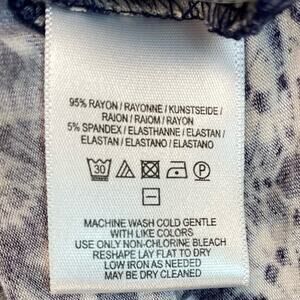 95% RAYON / RAYONNE / KUNSTSEIDE /
RAION / RAIOM / RAYON
5% SPANDEX / ELASTHANNE / ELASTAN /
ELASTAN / ELASTANO / ELASTANO
30 P
MACHINE WASH COLD GENTLE
WITH LIKE COLORS
USE ONLY NON-CHLORINE BLEACH
RESHAPE LAY FLAT TO DRY
LOW IRON AS NEEDED
MAY BE DRY CLEANED